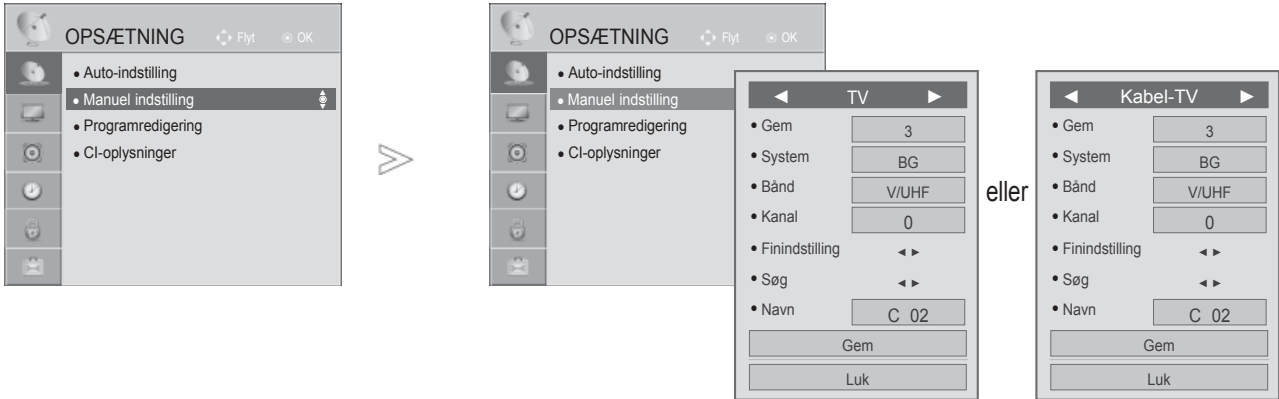 OPSÆTNING Flyt OK
• Auto-indstilling
• Manuel indstilling
• Programredigering
• CI-oplysninger
OPSÆTNING Flyt OK
• Auto-indstilling
• Manuel indstilling
• Programredigering
• CI-oplysninger
◄ TV ►
• Gem 3
• System BG
• Bånd V/UHF
• Kanal 0
• Finindstilling ◄ ►
• Søg ◄ ►
• Navn C 02
Gem
Luk
eller
◄ Kabel-TV ►
• Gem 3
• System BG
• Bånd V/UHF
• Kanal 0
• Finindstilling ◄ ►
• Søg ◄ ►
• Navn C 02
Gem
Luk